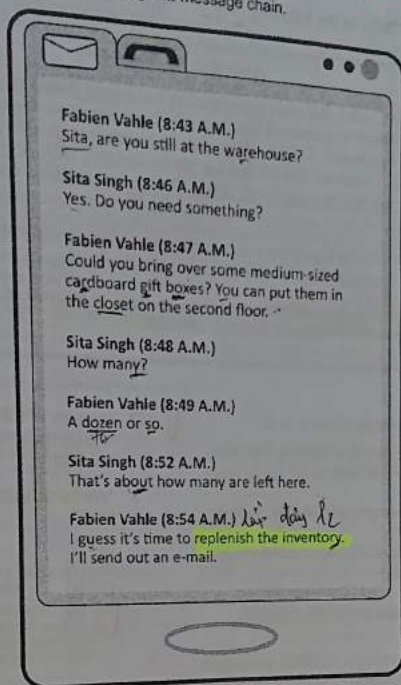 message chain.
Fabien Vahle (8:43 A.M.)
Sita, are you still at the warehouse?
Sita Singh (8:46 A.M.)
Yes. Do you need something?
Fabien Vahle (8:47 A.M.)
Could you bring over some medium-sized
cardboard gift boxes? You can put them in
the closet on the second floor.
Sita Singh (8:48 A.M.)
How many?
Fabien Vahle (8:49 A.M.)
A dozen or so.
Sita Singh (8:52 A.M.)
That's about how many are left here.
Fabien Vahle (8:54 A.M.)
I guess it's time to replenish the inventory.
I'll send out an e-mail.